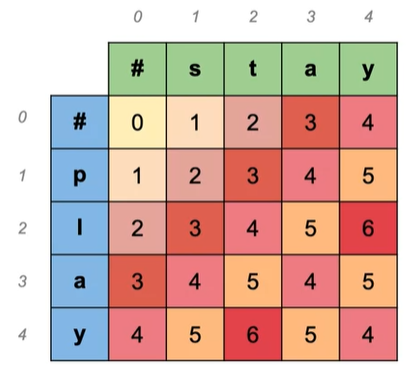 0 1 2 3 4
# s t a y
0 # 0 1 2 3 4
1 p 1 2 3 4 5
2 l 2 3 4 5 6
3 a 3 4 5 4 5
4 y 4 5 6 5 4